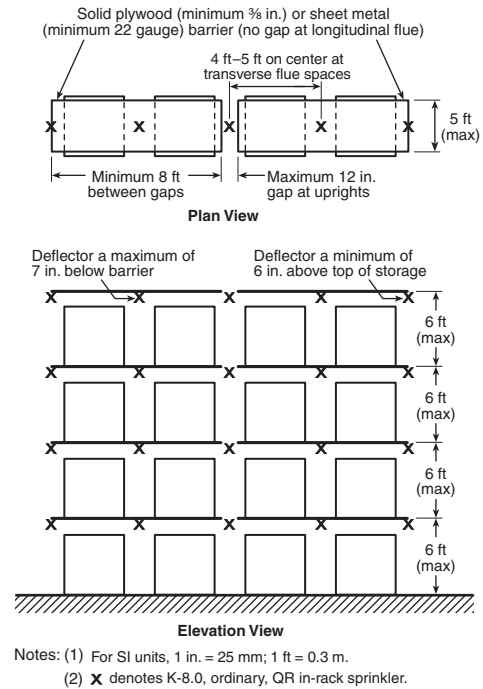 Solid plywood (minimum ⅜ in.) or sheet metal
(minimum 22 gauge) barrier (no gap at longitudinal flue)
4 ft–5 ft on center at
transverse flue spaces
X X X X X
5 ft
(max)
Minimum 8 ft
between gaps
Maximum 12 in.
gap at uprights
Plan View
Deflector a maximum of
7 in. below barrier
Deflector a minimum of
6 in. above top of storage
X X X X X
6 ft
(max)
X X X X X
6 ft
(max)
X X X X X
6 ft
(max)
X X X X X
6 ft
(max)
Elevation View
Notes: (1) For SI units, 1 in. = 25 mm; 1 ft = 0.3 m.
(2) X denotes K-8.0, ordinary, QR in-rack sprinkler.